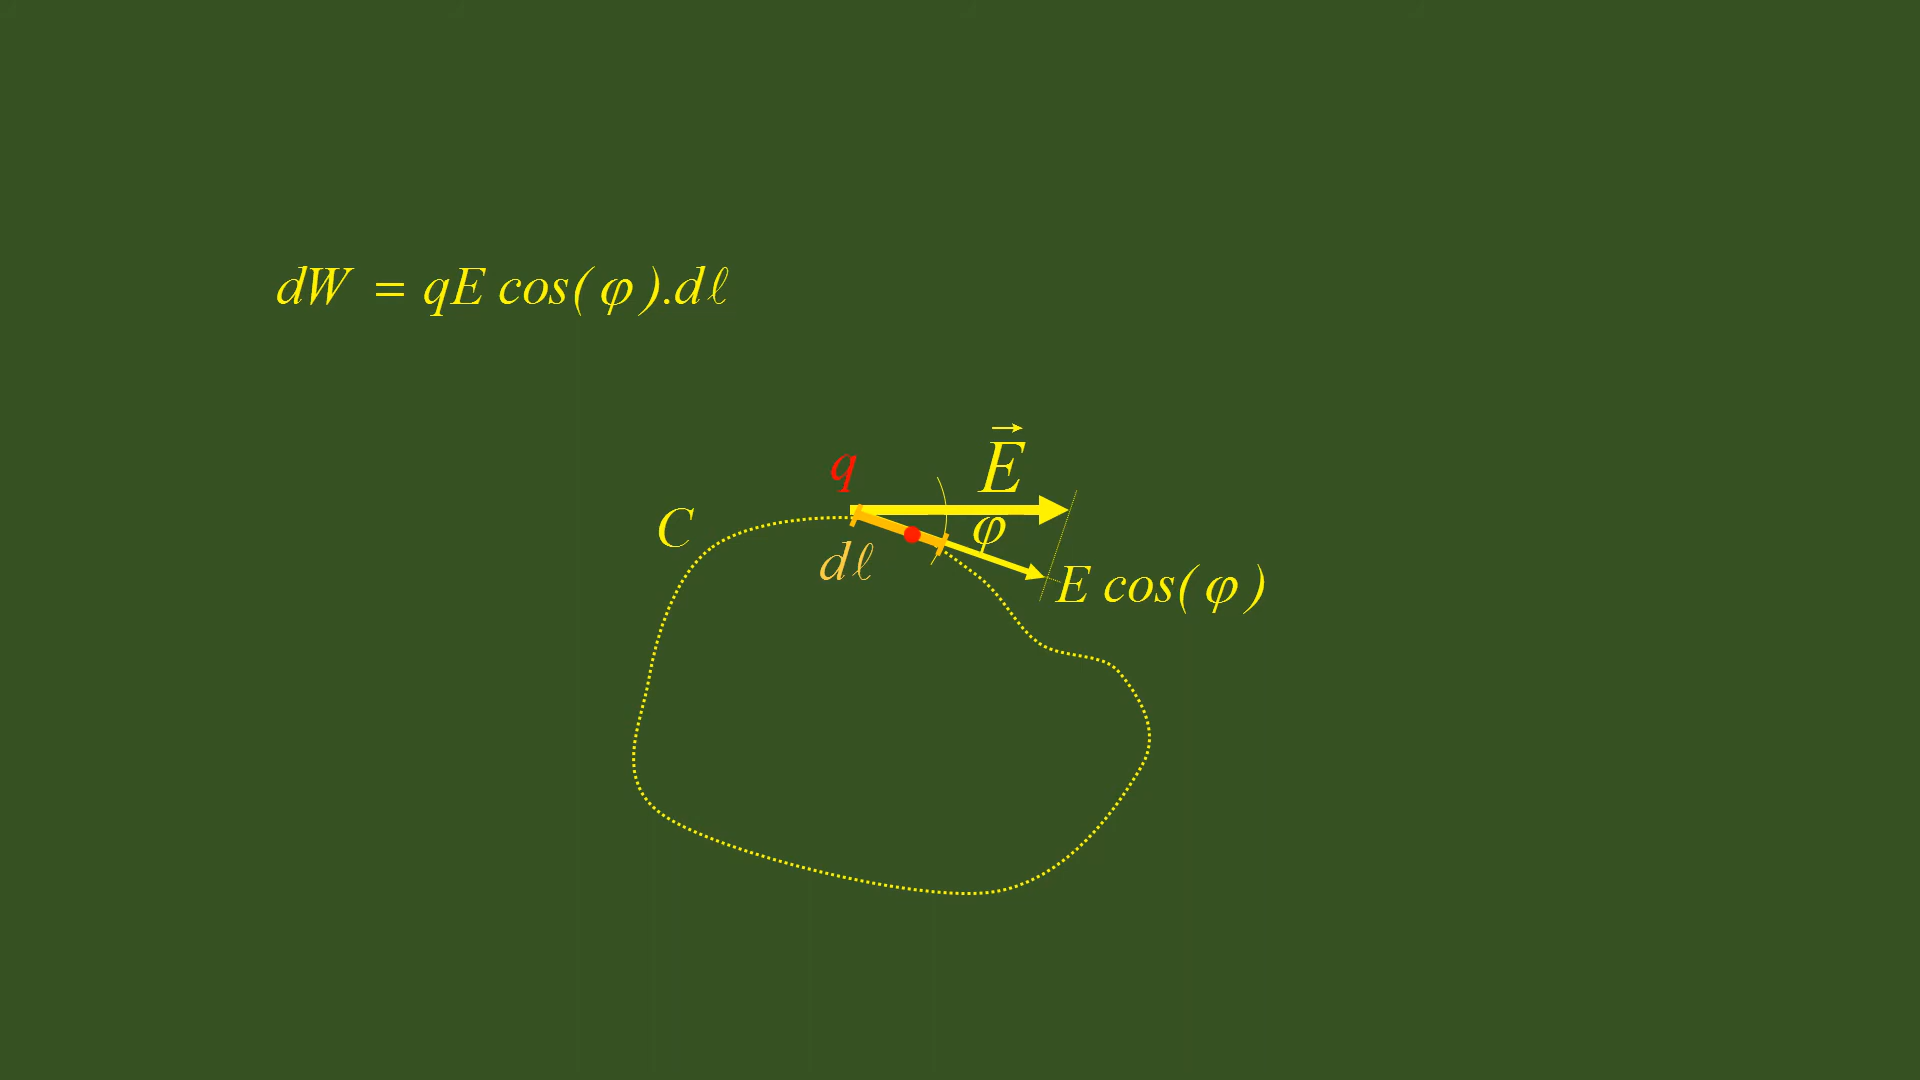 dW = qE cos(φ).dℓ
E⃗
q
C
φ
dℓ
E cos(φ)